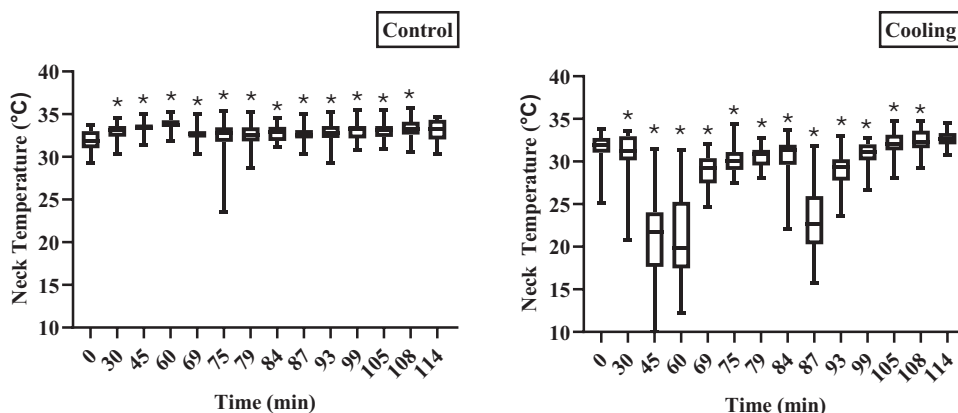 Control
Neck Temperature (°C)
40
35
30
25
20
15
10
* * * * * * * * * * *
0 30 45 60 69 75 79 84 87 93 99 105 108 114
Time (min)
Cooling
Neck Temperature (°C)
40
35
30
25
20
15
10
* * * * * * * * * * * *
0 30 45 60 69 75 79 84 87 93 99 105 108 114
Time (min)